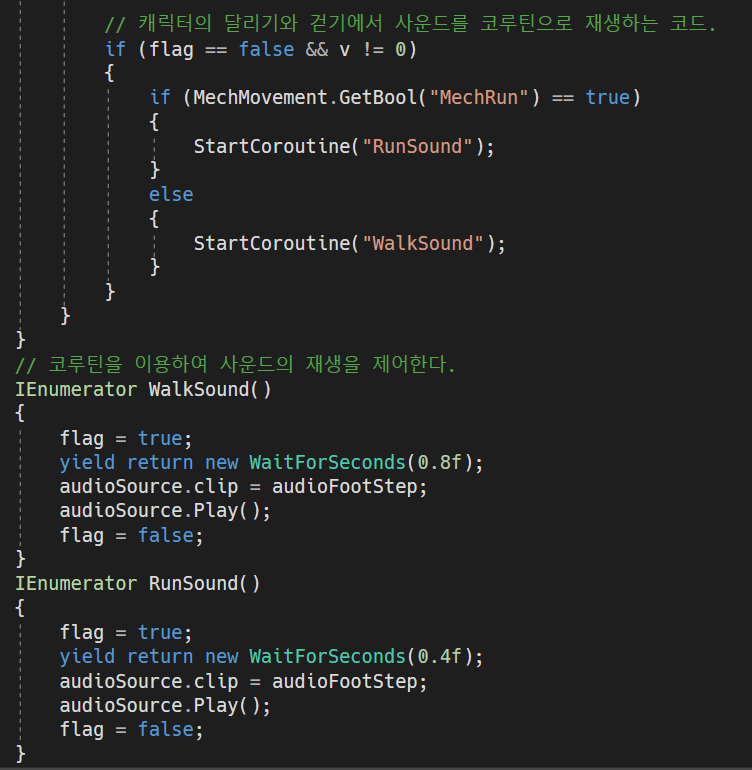 // 캐릭터의 달리기와 걷기에서 사운드를 코루틴으로 재생하는 코드.
if (flag == false && v != 0)
{
if (MechMovement.GetBool("MechRun") == true)
{
StartCoroutine("RunSound");
}
else
{
StartCoroutine("WalkSound");
}
}
}
}
// 코루틴을 이용하여 사운드의 재생을 제어한다.
IEnumerator WalkSound()
{
flag = true;
yield return new WaitForSeconds(0.8f);
audioSource.clip = audioFootStep;
audioSource.Play();
flag = false;
}
IEnumerator RunSound()
{
flag = true;
yield return new WaitForSeconds(0.4f);
audioSource.clip = audioFootStep;
audioSource.Play();
flag = false;
}